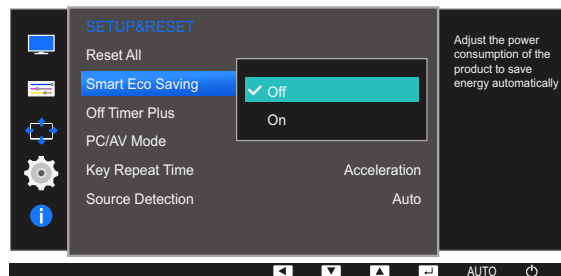 SETUP&RESET
Reset All
Smart Eco Saving
Off
On
Off Timer Plus
PC/AV Mode
Key Repeat Time Acceleration
Source Detection Auto
Adjust the power
consumption of the
product to save
energy automatically
AUTO